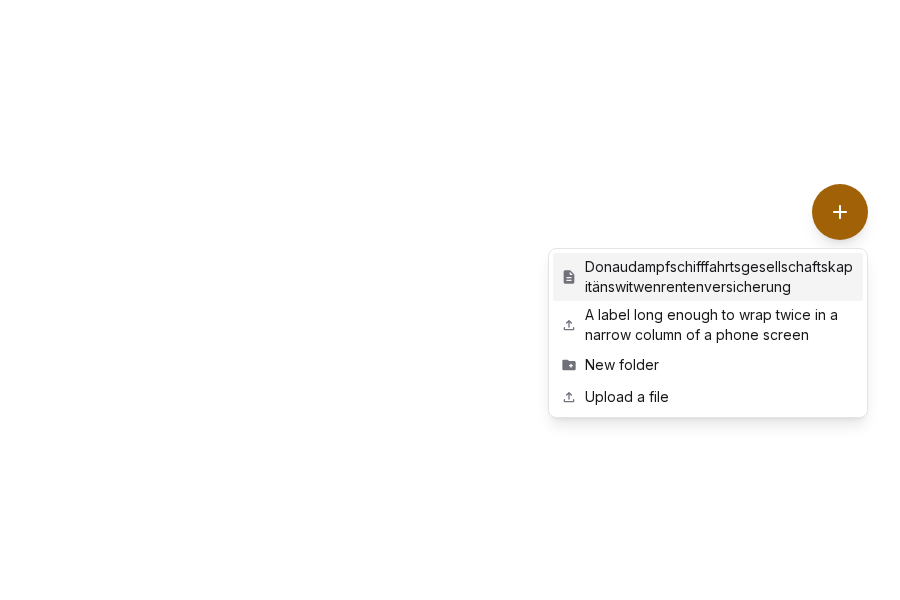 Donaudampfschifffahrtsgesellschaftskap
itänswitwenrentenversicherung
A label long enough to wrap twice in a
narrow column of a phone screen
New folder
Upload a file